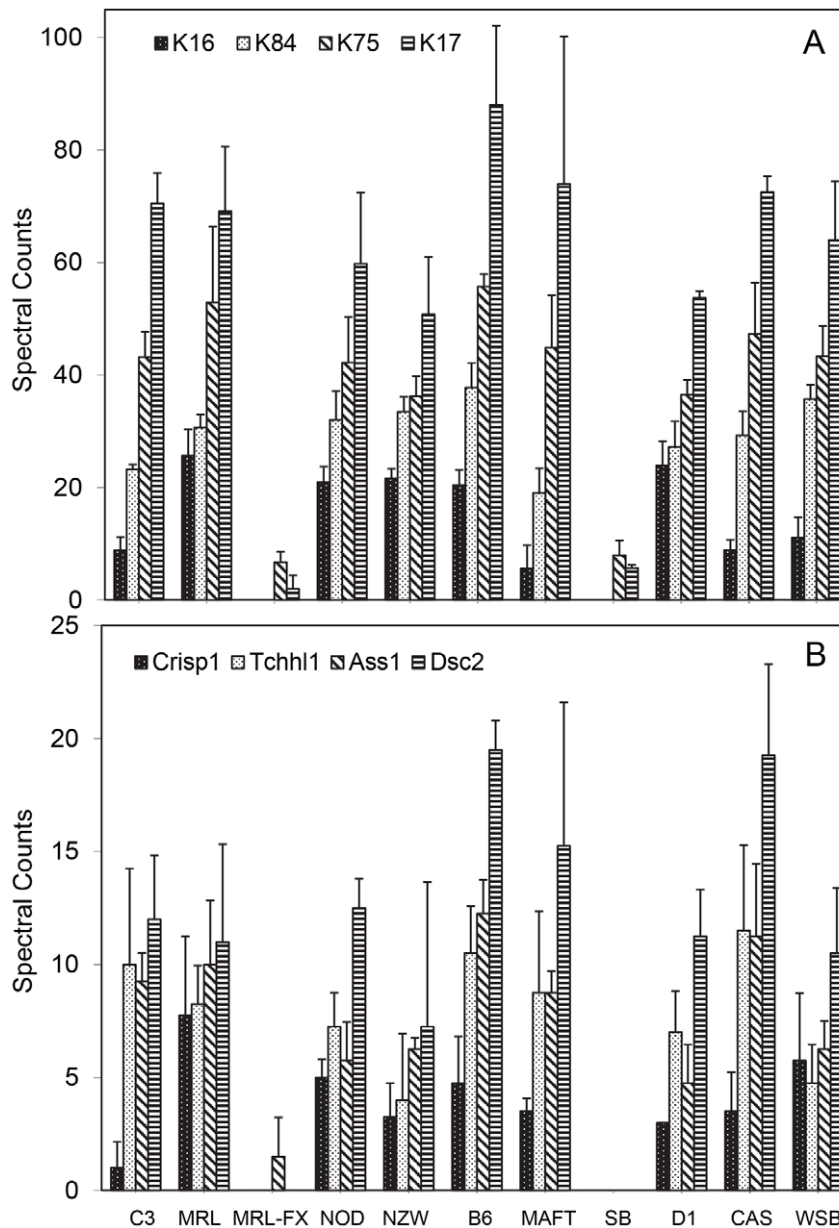 A
K16 K84 K75 K17
100
80
60
40
20
0
Spectral Counts
B
Crisp1 Tchhl1 Ass1 Dsc2
25
20
15
10
5
0
Spectral Counts
C3 MRL MRL-FX NOD NZW B6 MAFT SB D1 CAS WSB